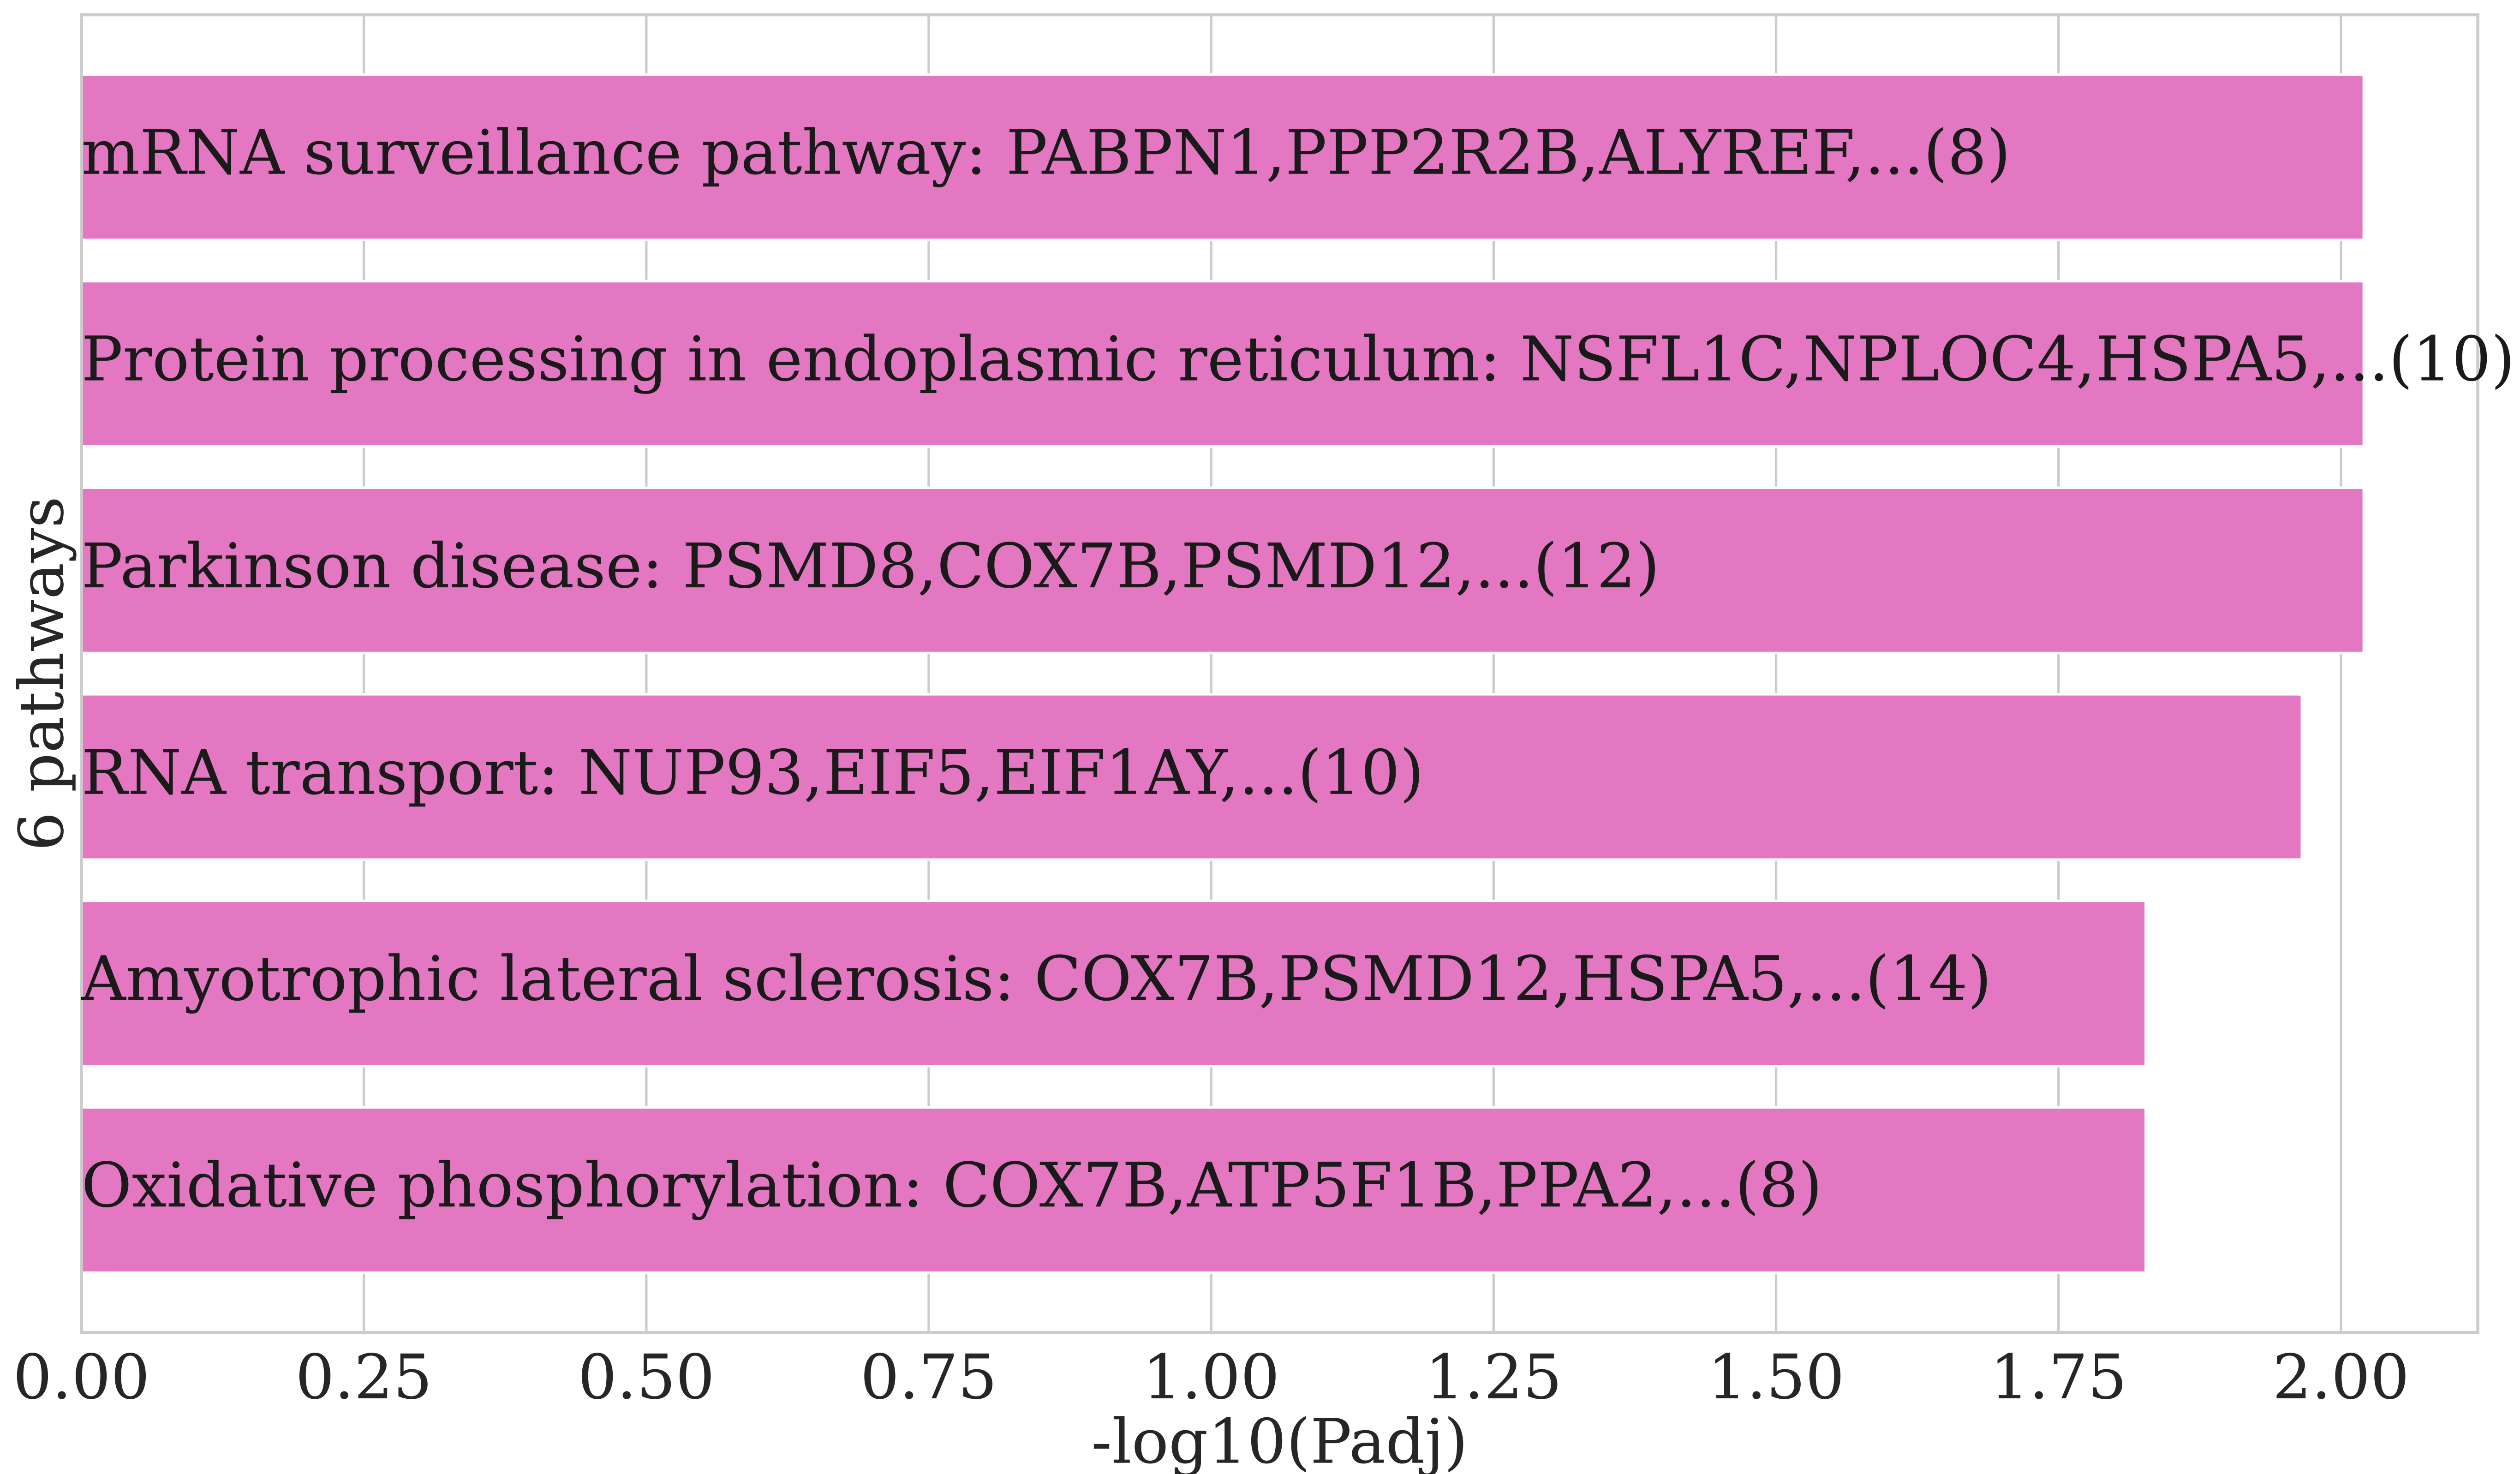 mRNA surveillance pathway: PABPN1,PPP2R2B,ALYREF,...(8)
Protein processing in endoplasmic reticulum: NSFL1C,NPLOC4,HSPA5,...(10)
Parkinson disease: PSMD8,COX7B,PSMD12,...(12)
RNA transport: NUP93,EIF5,EIF1AY,...(10)
Amyotrophic lateral sclerosis: COX7B,PSMD12,HSPA5,...(14)
Oxidative phosphorylation: COX7B,ATP5F1B,PPA2,...(8)
6 pathways
0.00 0.25 0.50 0.75 1.00 1.25 1.50 1.75 2.00
-log10(Padj)